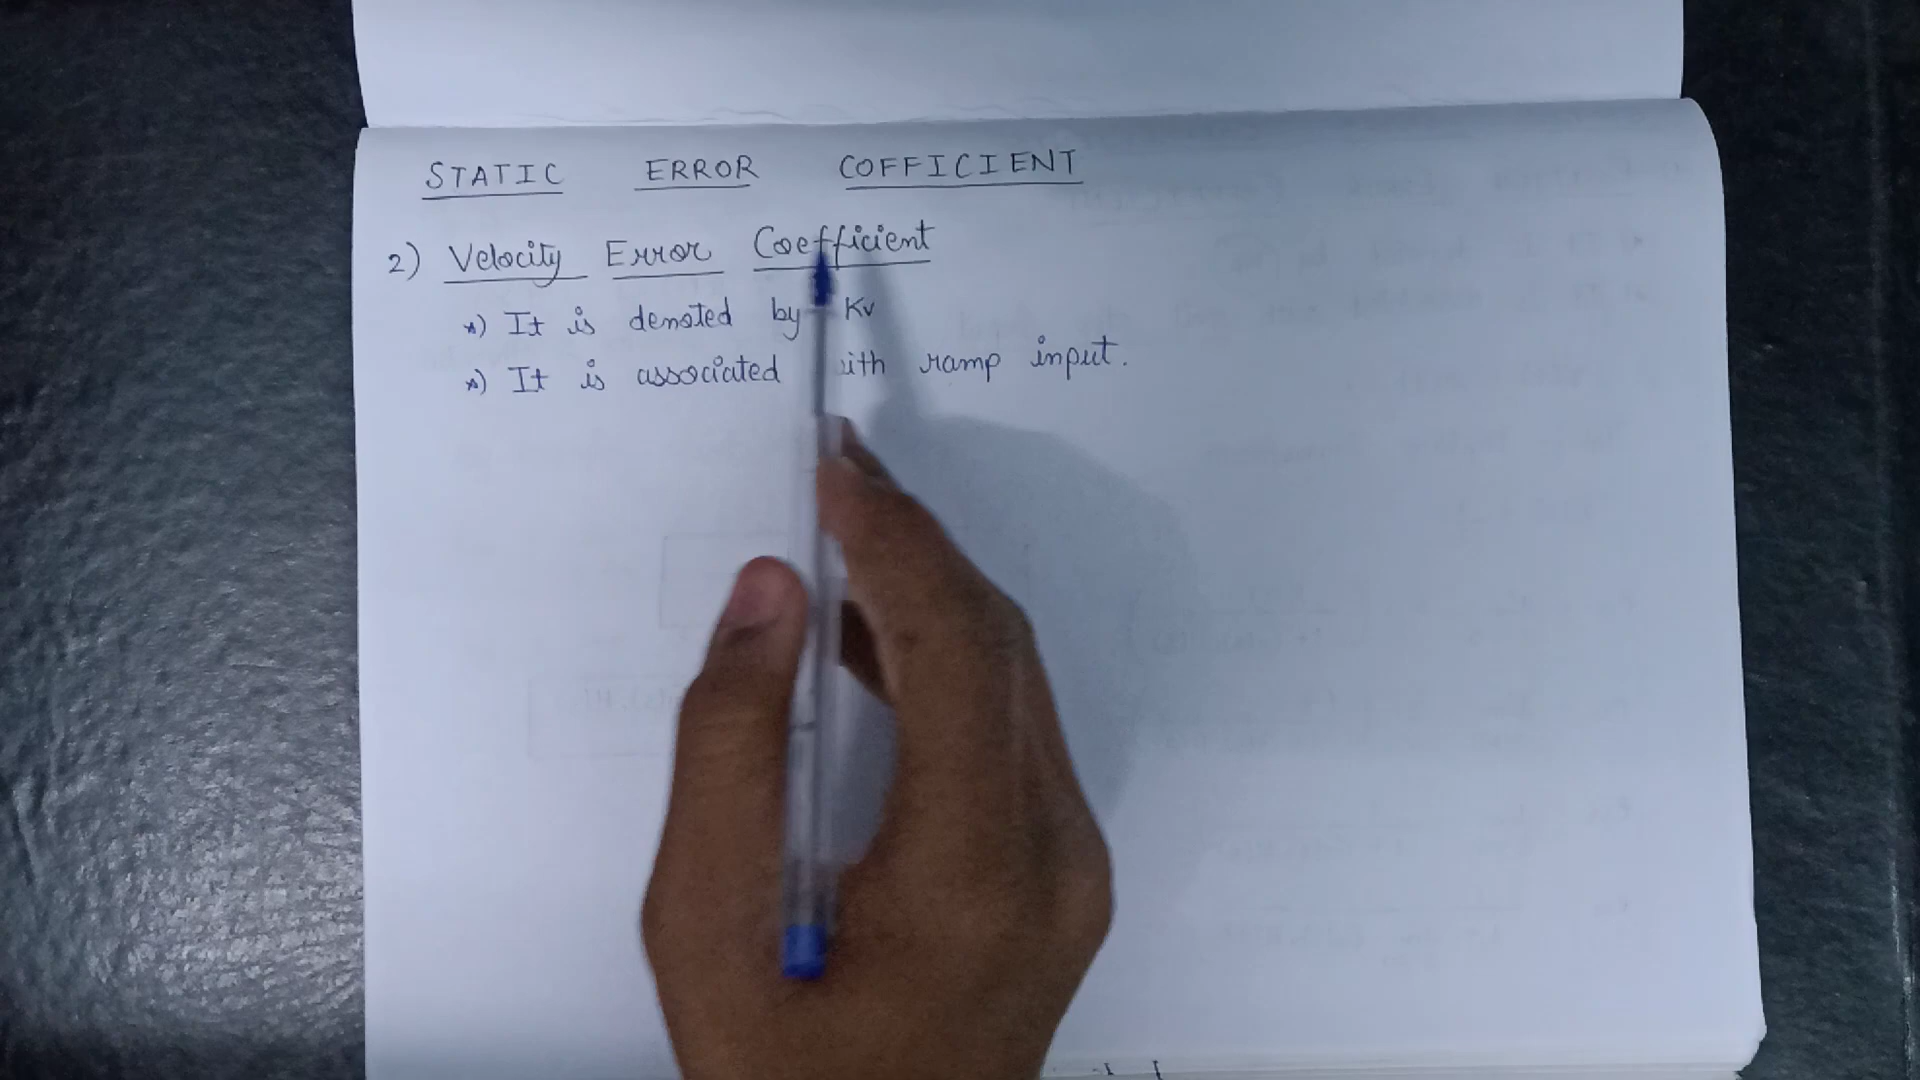 STATIC ERROR COFFICIENT
2) Velocity Error Coefficient
*) It is denoted by Kv
*) It is associated ith ramp input.